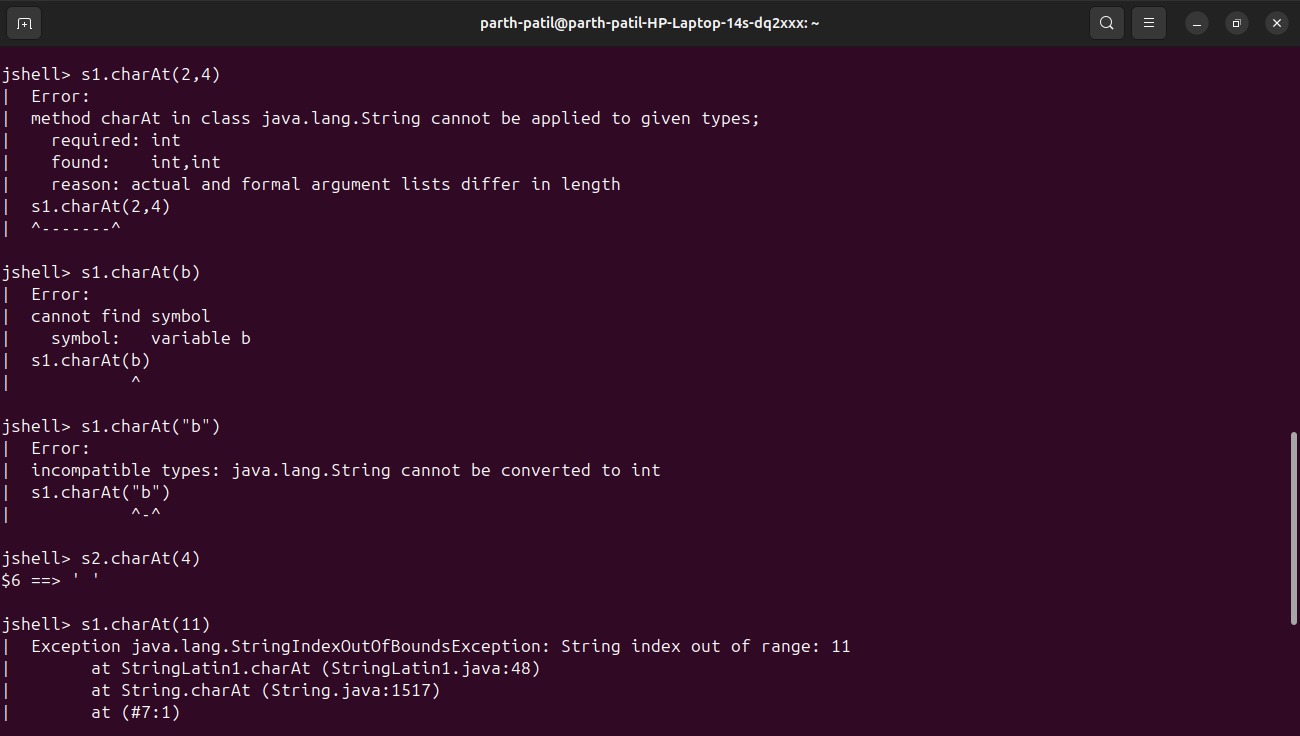 parth-patil@parth-patil-HP-Laptop-14s-dq2xxx: ~
jshell> s1.charAt(2,4)
|  Error:
|  method charAt in class java.lang.String cannot be applied to given types;
|    required: int
|    found:    int,int
|    reason: actual and formal argument lists differ in length
|  s1.charAt(2,4)
|  ^-------^
jshell> s1.charAt(b)
|  Error:
|  cannot find symbol
|    symbol:   variable b
|  s1.charAt(b)
|            ^
jshell> s1.charAt("b")
|  Error:
|  incompatible types: java.lang.String cannot be converted to int
|  s1.charAt("b")
|            ^-^
jshell> s2.charAt(4)
$6 ==> ' '
jshell> s1.charAt(11)
|  Exception java.lang.StringIndexOutOfBoundsException: String index out of range: 11
|        at StringLatin1.charAt (StringLatin1.java:48)
|        at String.charAt (String.java:1517)
|        at (#7:1)